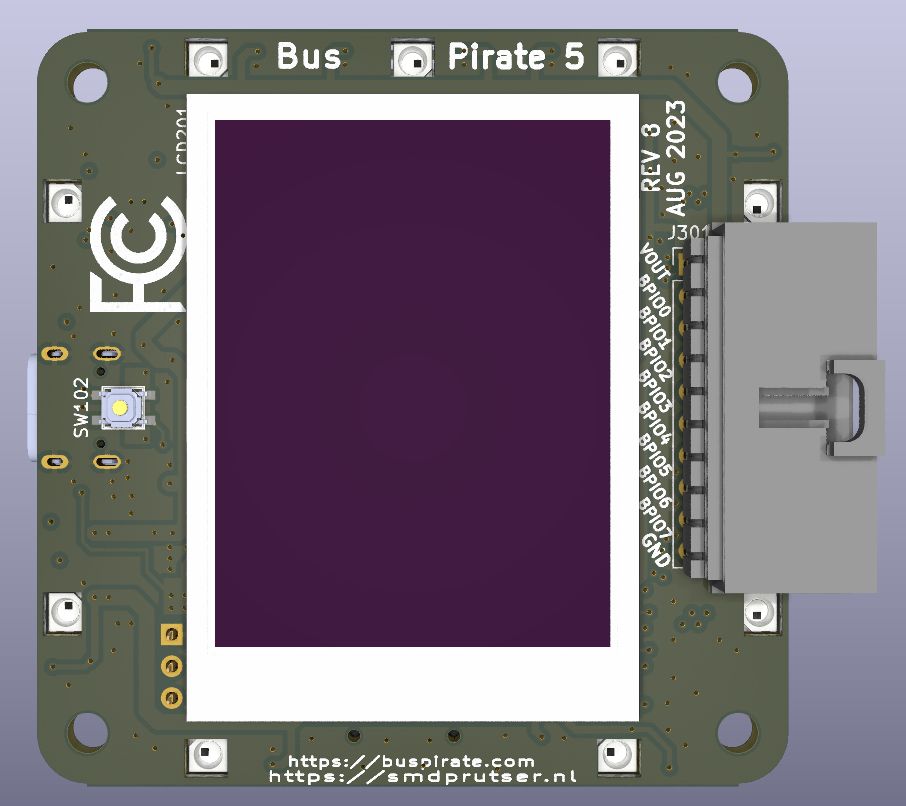 Bus Pirate 5
LCD201
REV 3
AUG 2023
J301
FC
VOUT
BPIO0
BPIO1
BPIO2
BPIO3
BPIO4
BPIO5
BPIO6
BPIO7
GND
SW102
https://buspirate.com
https://smdprutser.nl